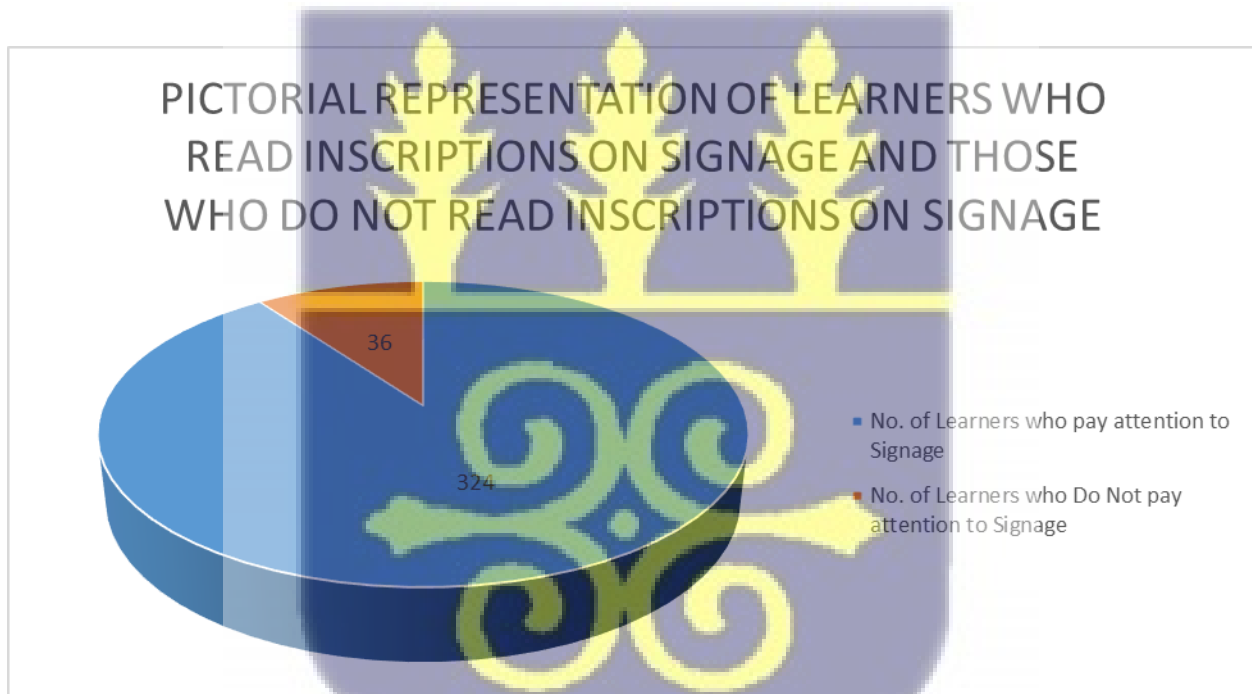 PICTORIAL REPRESENTATION OF LEARNERS WHO
READ INSCRIPTIONS ON SIGNAGE AND THOSE
WHO DO NOT READ INSCRIPTIONS ON SIGNAGE
36
324
No. of Learners who pay attention to
Signage
No. of Learners who Do Not pay
attention to Signage